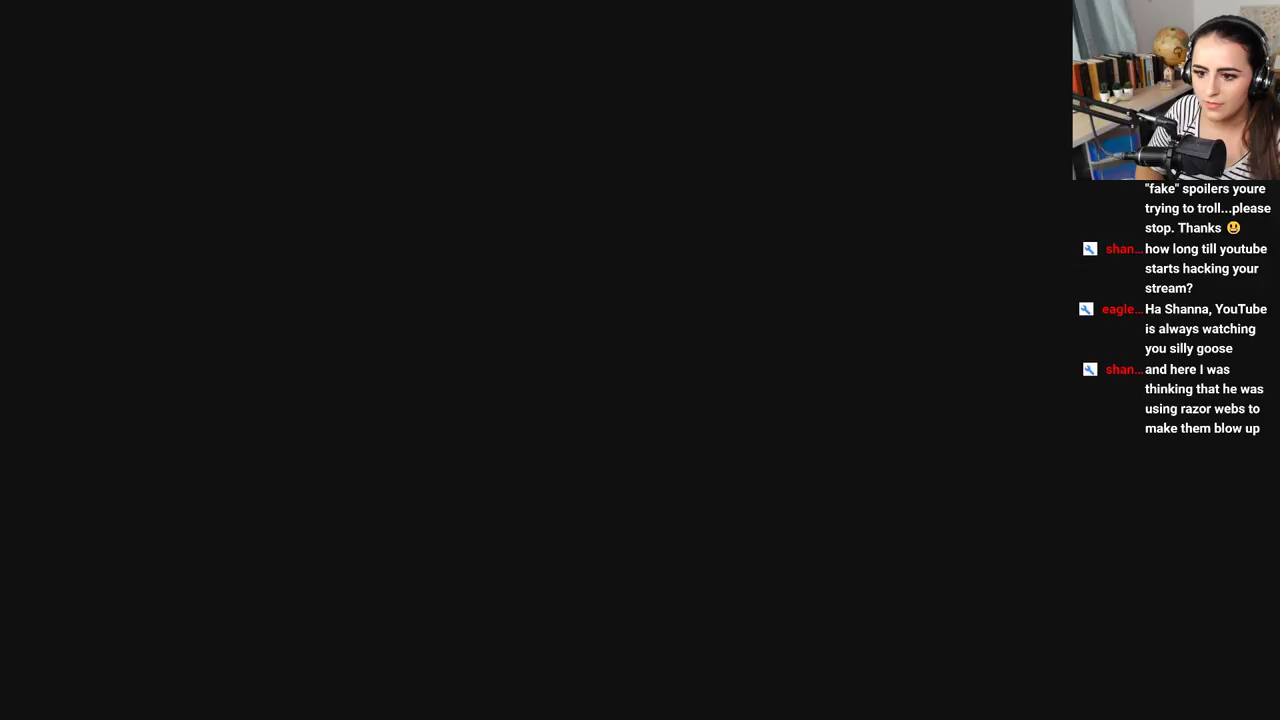 "fake" spoilers youre
trying to troll...please
stop. Thanks 😃
shan... how long till youtube
starts hacking your
stream?
eagle... Ha Shanna, YouTube
is always watching
you silly goose
shan... and here I was
thinking that he was
using razor webs to
make them blow up